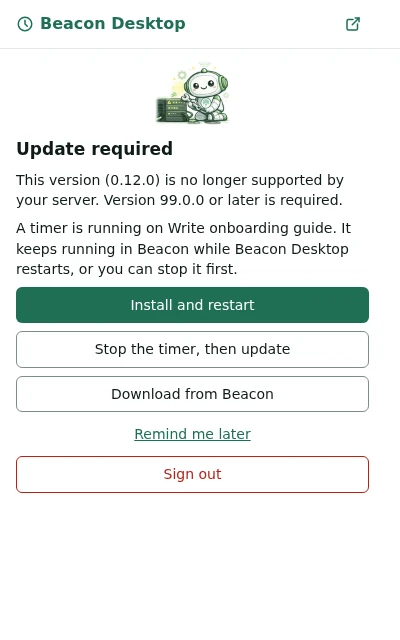 Beacon Desktop
Update required
This version (0.12.0) is no longer supported by
your server. Version 99.0.0 or later is required.
A timer is running on Write onboarding guide. It
keeps running in Beacon while Beacon Desktop
restarts, or you can stop it first.
Install and restart
Stop the timer, then update
Download from Beacon
Remind me later
Sign out